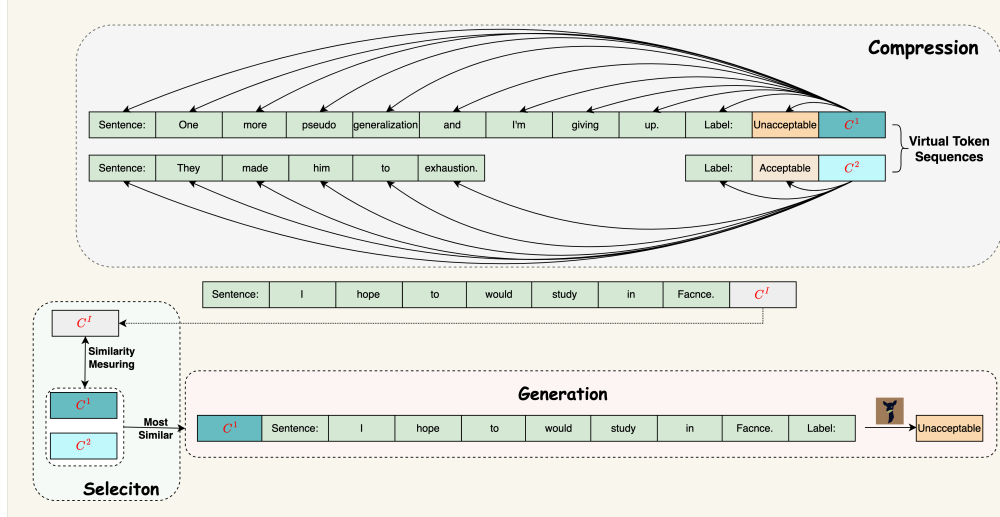 Compression
Sentence: One more pseudo generalization and I'm giving up. Label: Unacceptable C¹
Virtual Token
Sequences
Sentence: They made him to exhaustion. Label: Acceptable C²
Sentence: I hope to would study in Facnce. C^I
C^I
Similarity
Mesuring
C¹
Most
Similar
C²
Seleciton
Generation
C¹ Sentence: I hope to would study in Facnce. Label: Unacceptable